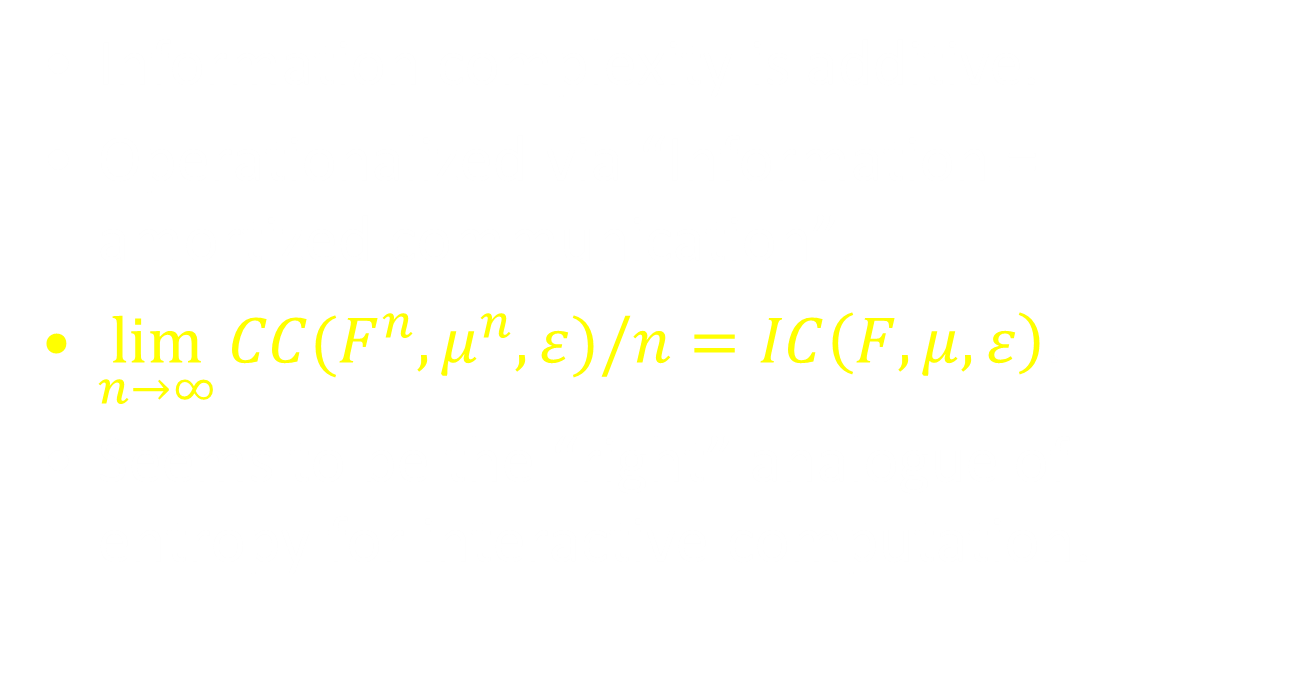 • lim_{n→∞} CC(F^n, μ^n, ε)/n = IC(F, μ, ε)